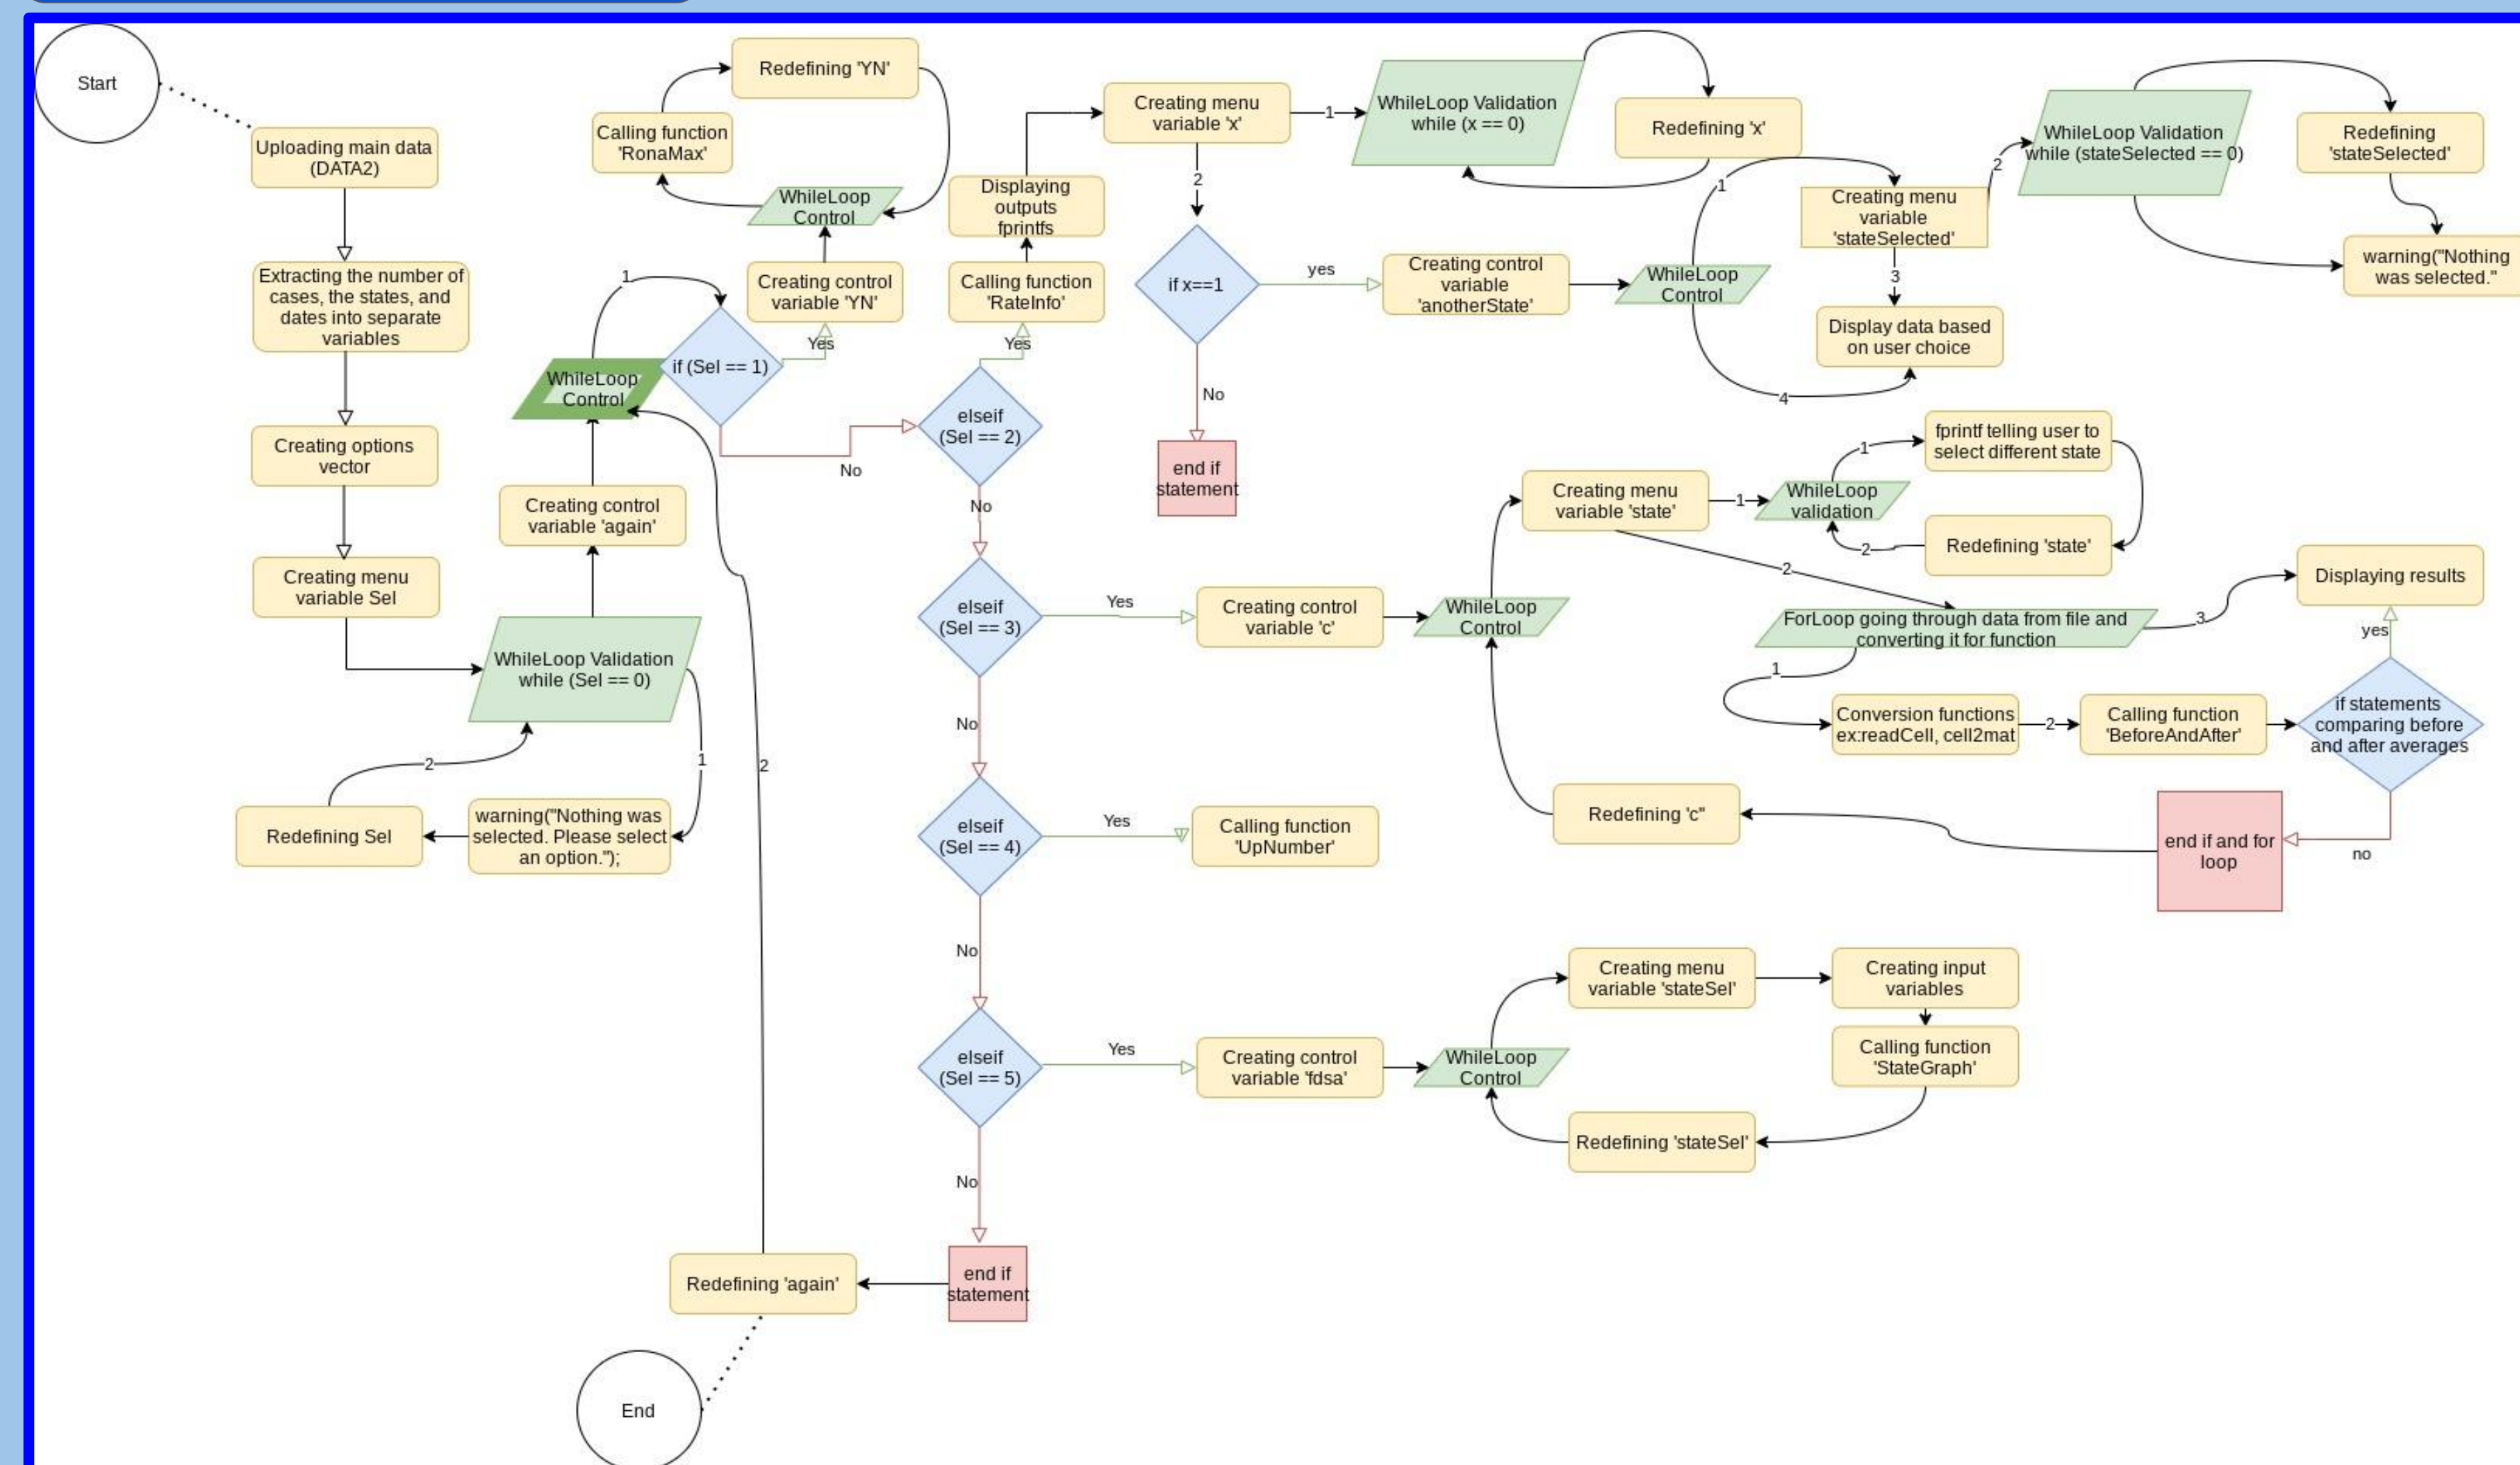 Start
Uploading main data
(DATA2)
Extracting the number of
cases, the states, and
dates into separate
variables
Creating options
vector
Creating menu
variable Sel
WhileLoop Validation
while (Sel == 0)
1
warning("Nothing was
selected. Please select
an option.");
Redefining Sel
2
Creating control
variable 'again'
WhileLoop
Control
1
2
if (Sel == 1)
Yes
No
Creating control
variable 'YN'
WhileLoop
Control
Calling function
'RonaMax'
Redefining 'YN'
elseif
(Sel == 2)
Yes
No
Calling function
'RateInfo'
Displaying
outputs
fprintfs
Creating menu
variable 'x'
1
WhileLoop Validation
while (x == 0)
Redefining 'x'
2
if x==1
yes
No
end if
statement
Creating control
variable
'anotherState'
WhileLoop
Control
1
Creating menu
variable
'stateSelected'
2
WhileLoop Validation
while (stateSelected == 0)
Redefining
'stateSelected'
warning("Nothing
was selected."
3
Display data based
on user choice
4
elseif
(Sel == 3)
Yes
No
Creating control
variable 'c'
WhileLoop
Control
Creating menu
variable 'state'
1
WhileLoop
validation
1
fprintf telling user to
select different state
Redefining 'state'
2
2
ForLoop going through data from file and
converting it for function
3
Displaying results
1
Conversion functions
ex:readCell, cell2mat
2
Calling function
'BeforeAndAfter'
if statements
comparing before
and after averages
yes
no
end if and for
loop
Redefining 'c"
elseif
(Sel == 4)
Yes
No
Calling function
'UpNumber'
elseif
(Sel == 5)
Yes
No
Creating control
variable 'fdsa'
WhileLoop
Control
Creating menu
variable 'stateSel'
Creating input
variables
Calling function
'StateGraph'
Redefining 'stateSel'
end if
statement
Redefining 'again'
End